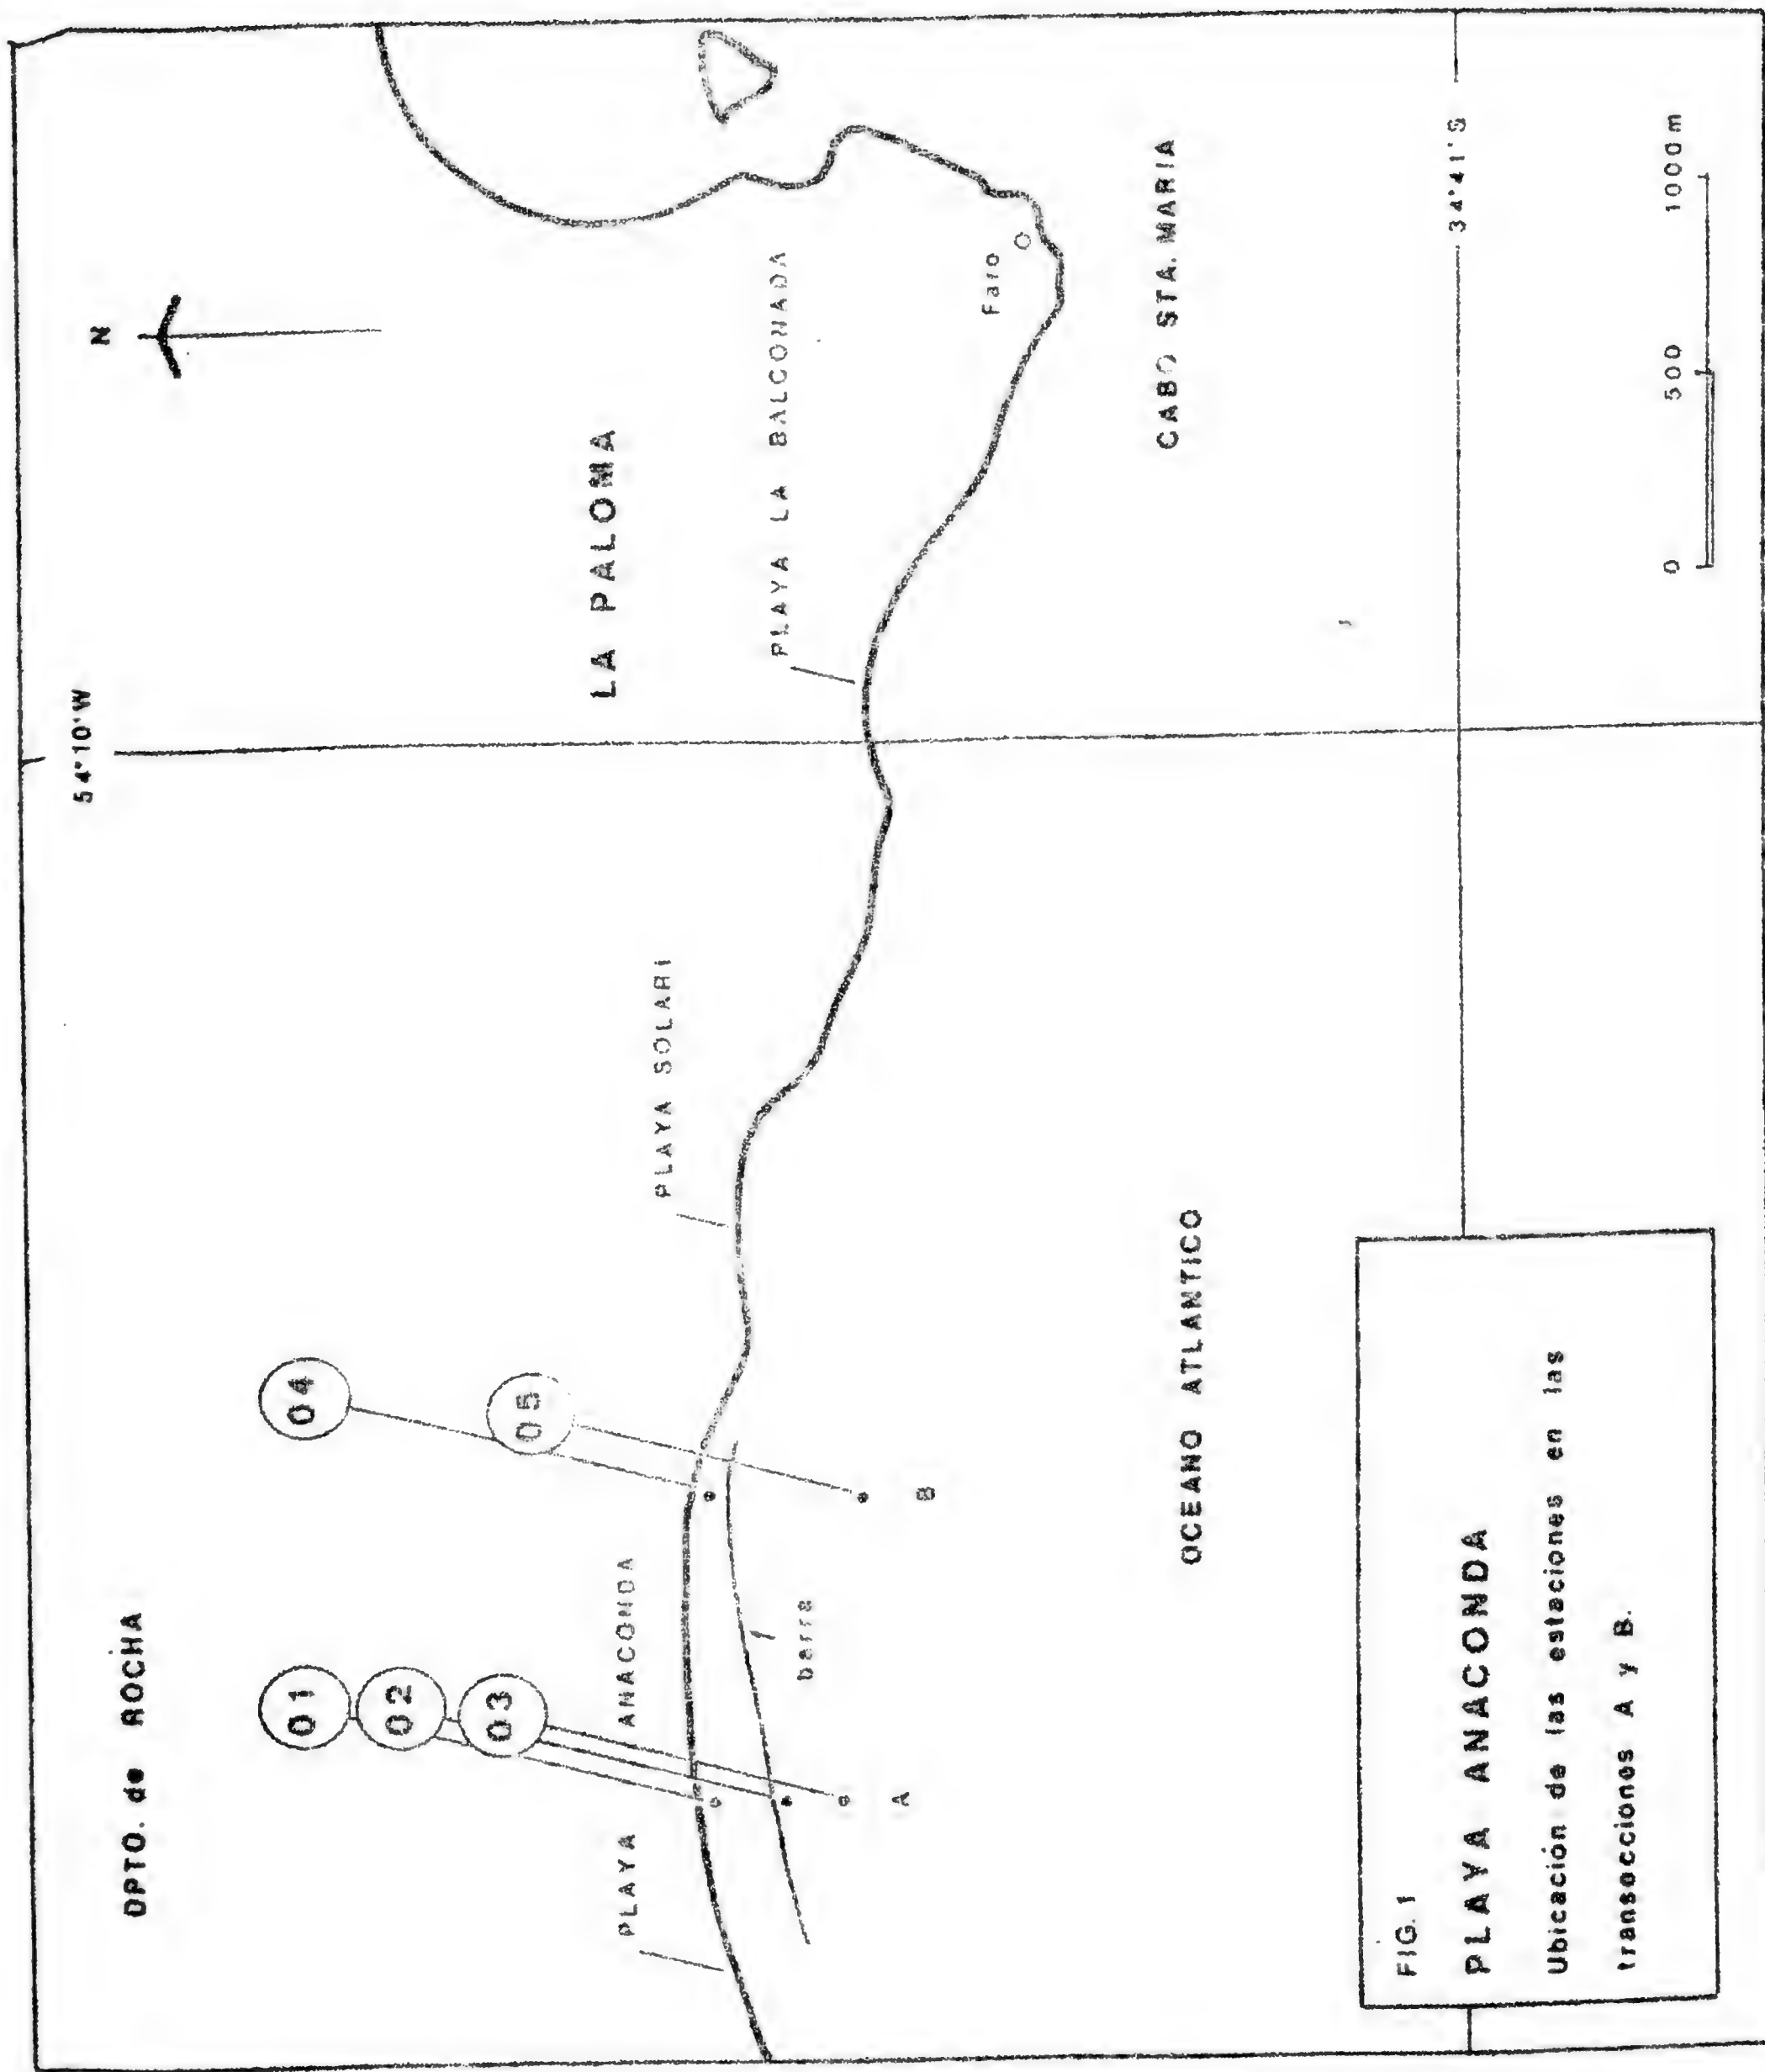 N
54°10'W
DPTO. de ROCHA
01
02
03
04
05
LA PALOMA
PLAYA ANACONDA
PLAYA SOLARI
PLAYA LA BALCONADA
barra
Faro
A
B
CABO STA. MARIA
OCEANO ATLANTICO
34°41'S
0 500 1000m
FIG. 1
PLAYA ANACONDA
Ubicación de las estaciones en las
transecciones A y B.